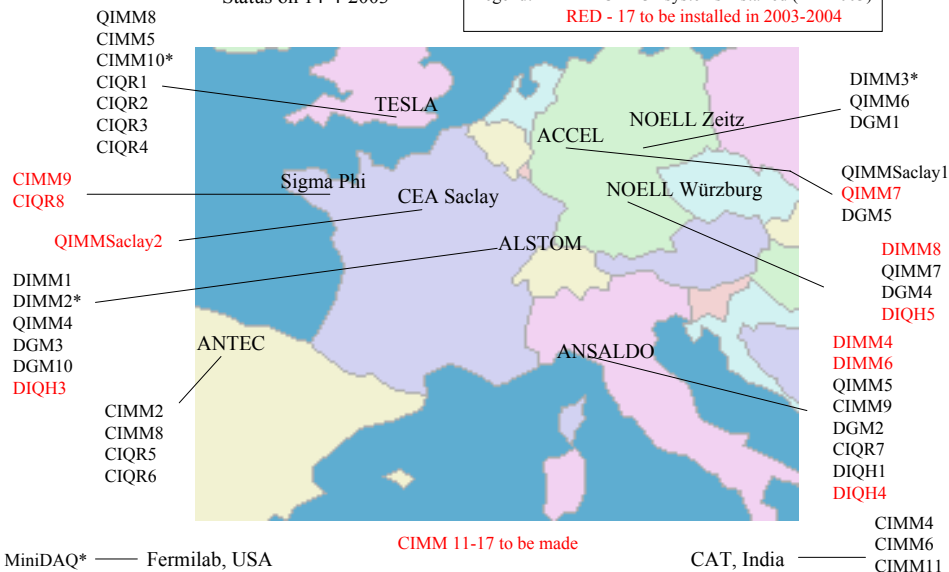 RED - 17 to be installed in 2003-2004
QIMM8
CIMM5
CIMM10*
CIQR1
CIQR2
CIQR3
CIQR4
TESLA
DIMM3*
QIMM6
DGM1
NOELL Zeitz
ACCEL
QIMMSaclay1
QIMM7
DGM5
CIMM9
CIQR8
Sigma Phi
CEA Saclay
NOELL Würzburg
QIMMSaclay2
ALSTOM
DIMM8
QIMM7
DGM4
DIQH5
DIMM1
DIMM2*
QIMM4
DGM3
DGM10
DIQH3
ANTEC
ANSALDO
DIMM4
DIMM6
QIMM5
CIMM9
DGM2
CIQR7
DIQH1
DIQH4
CIMM2
CIMM8
CIQR5
CIQR6
MiniDAQ*
Fermilab, USA
CIMM 11-17 to be made
CAT, India
CIMM4
CIMM6
CIMM11